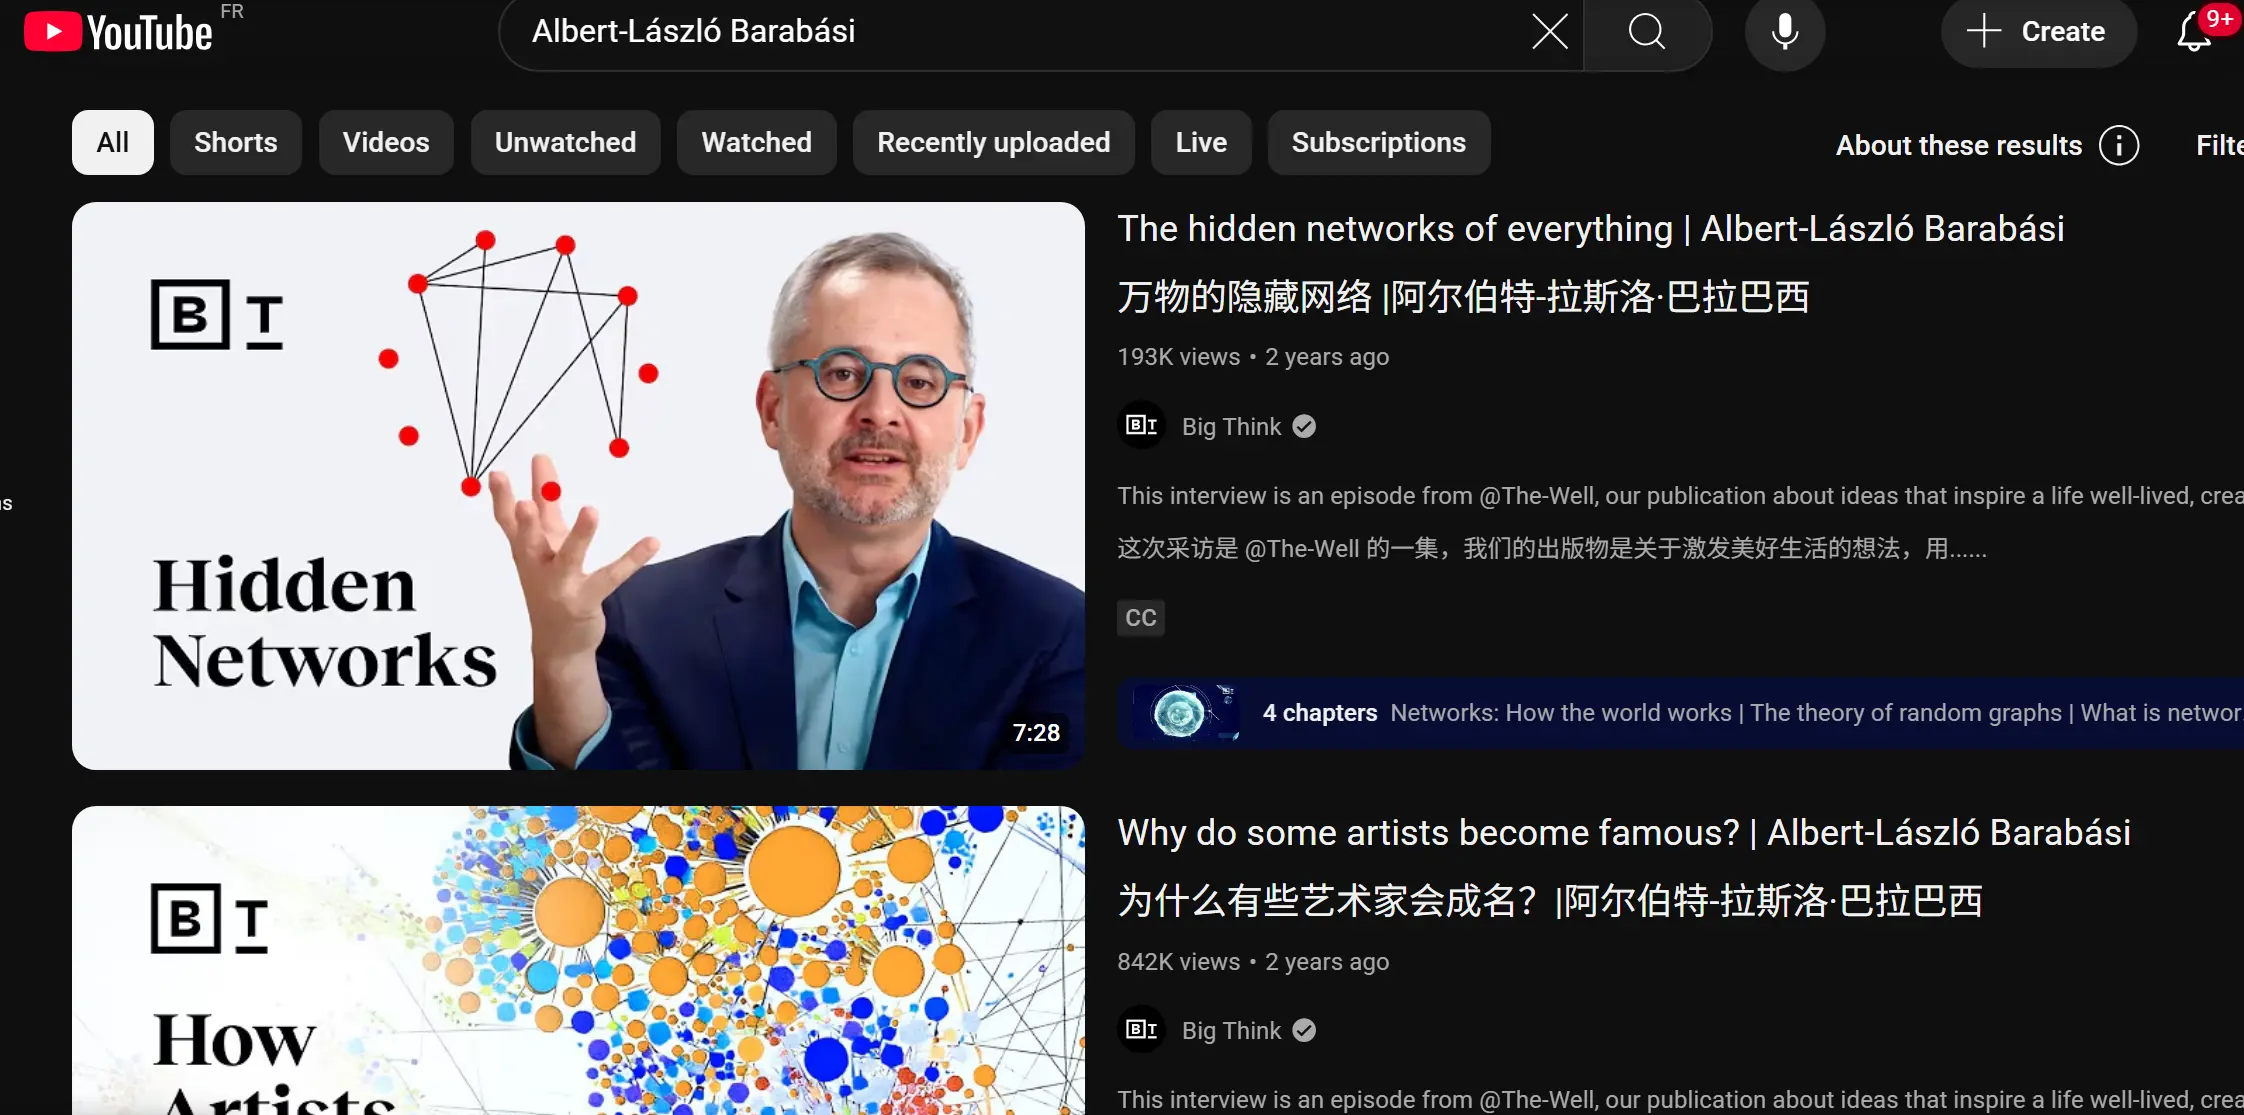 YouTube FR
Albert-László Barabási
Create
9+
All
Shorts
Videos
Unwatched
Watched
Recently uploaded
Live
Subscriptions
About these results
B T
Hidden
Networks
7:28
The hidden networks of everything | Albert-László Barabási
万物的隐藏网络 |阿尔伯特-拉斯洛·巴拉巴西
193K views • 2 years ago
BT
Big Think
This interview is an episode from @The-Well, our publication about ideas that inspire a life well-lived,
这次采访是 @The-Well 的一集，我们的出版物是关于激发美好生活的想法，用......
CC
4 chapters Networks: How the world works | The theory of random graphs | What is
B T
How
Artists
Why do some artists become famous? | Albert-László Barabási
为什么有些艺术家会成名？|阿尔伯特-拉斯洛·巴拉巴西
842K views • 2 years ago
BT
Big Think
This interview is an episode from @The-Well, our publication about ideas that inspire a life well-lived,